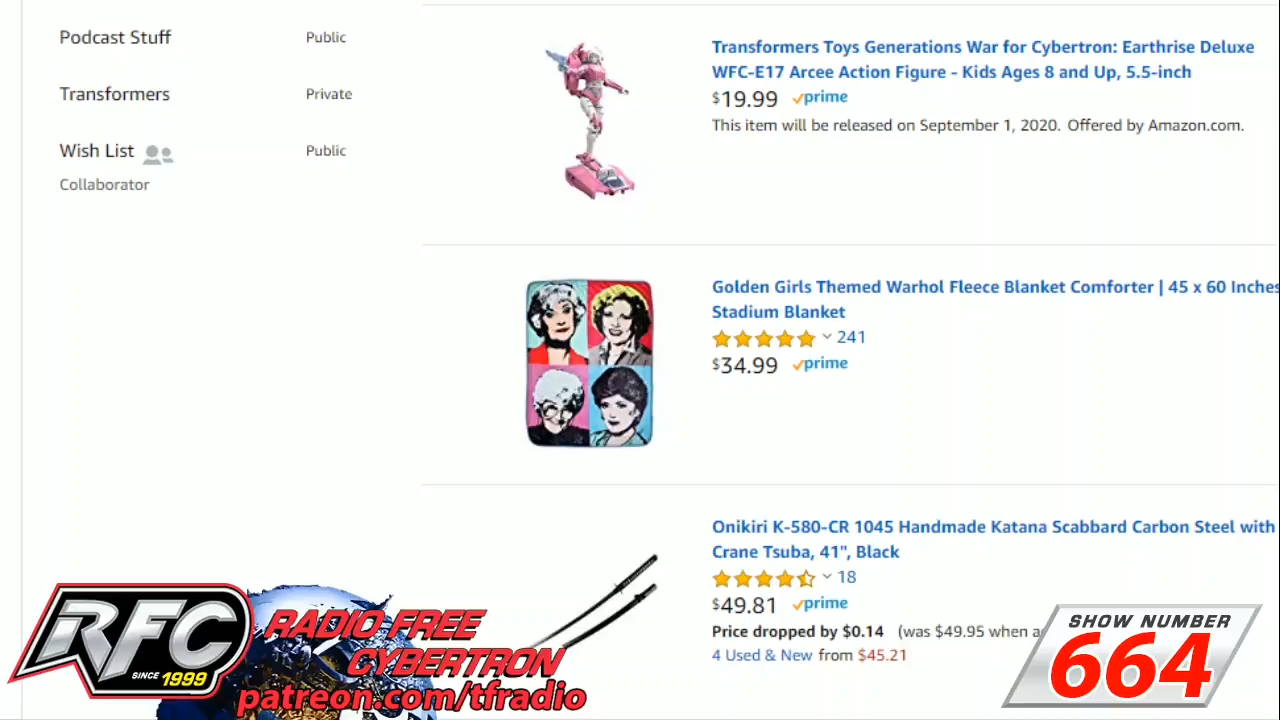 Podcast Stuff Public
Transformers Private
Wish List Public
Collaborator
Transformers Toys Generations War for Cybertron: Earthrise Deluxe
WFC-E17 Arcee Action Figure - Kids Ages 8 and Up, 5.5-inch
$19.99 prime
This item will be released on September 1, 2020. Offered by Amazon.com.
Golden Girls Themed Warhol Fleece Blanket Comforter | 45 x 60 Inches
Stadium Blanket
241
$34.99 prime
Onikiri K-580-CR 1045 Handmade Katana Scabbard Carbon Steel with
Crane Tsuba, 41", Black
18
$49.81 prime
Price dropped by $0.14 (was $49.95 when
4 Used & New from $45.21
RFC
SINCE 1999
RADIO FREE
CYBERTRON
patreon.com/tfradio
SHOW NUMBER
664